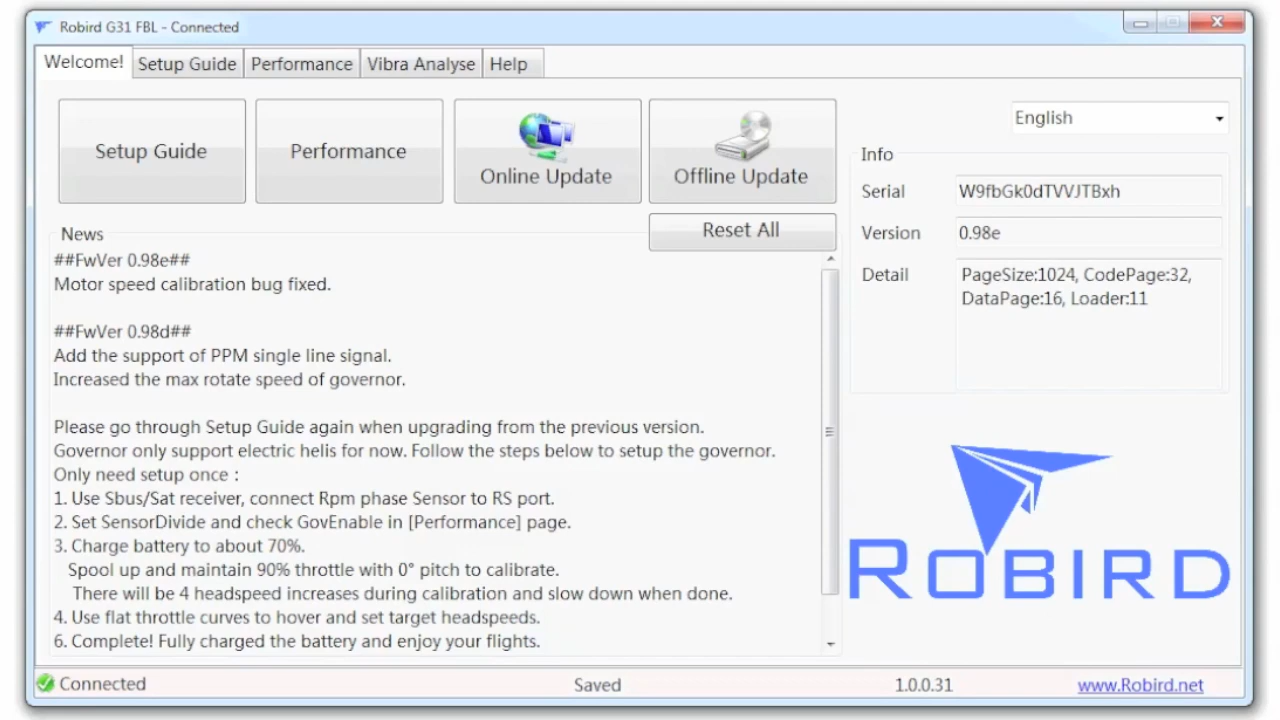 Robird G31 FBL - Connected
Welcome!
Setup Guide
Performance
Vibra Analyse
Help
Setup Guide
Performance
Online Update
Offline Update
Reset All
English
Info
Serial W9fbGk0dTVVJTBxh
Version 0.98e
Detail PageSize:1024, CodePage:32,
DataPage:16, Loader:11
News
##FwVer 0.98e##
Motor speed calibration bug fixed.
##FwVer 0.98d##
Add the support of PPM single line signal.
Increased the max rotate speed of governor.
Please go through Setup Guide again when upgrading from the previous version.
Governor only support electric helis for now. Follow the steps below to setup the governor.
Only need setup once :
1. Use Sbus/Sat receiver, connect Rpm phase Sensor to RS port.
2. Set SensorDivide and check GovEnable in [Performance] page.
3. Charge battery to about 70%.
Spool up and maintain 90% throttle with 0° pitch to calibrate.
There will be 4 headspeed increases during calibration and slow down when done.
4. Use flat throttle curves to hover and set target headspeeds.
6. Complete! Fully charged the battery and enjoy your flights.
ROBIRD
Connected
Saved
1.0.0.31
www.Robird.net